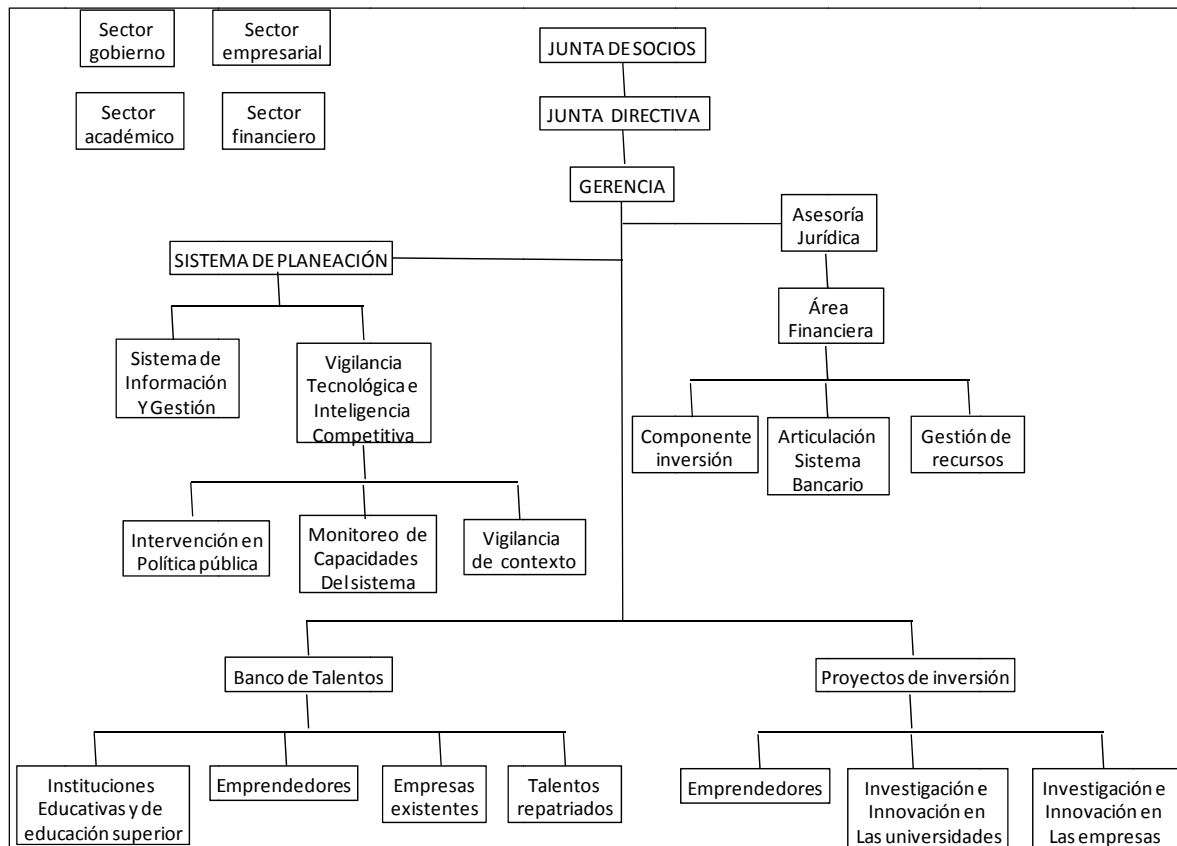 Sector
gobierno
Sector
empresarial
JUNTA DE SOCIOS
Sector
académico
Sector
financiero
JUNTA DIRECTIVA
GERENCIA
Asesoría
Jurídica
SISTEMA DE PLANEACIÓN
Área
Financiera
Sistema de
Información
Y Gestión
Vigilancia
Tecnológica e
Inteligencia
Competitiva
Componente
inversión
Articulación
Sistema
Bancario
Gestión de
recursos
Intervención en
Política pública
Monitoreo de
Capacidades
Del sistema
Vigilancia
de contexto
Banco de Talentos
Proyectos de inversión
Instituciones
Educativas y de
educación superior
Emprendedores
Empresas
existentes
Talentos
repatriados
Emprendedores
Investigación e
Innovación en
Las universidades
Investigación e
Innovación en
Las empresas